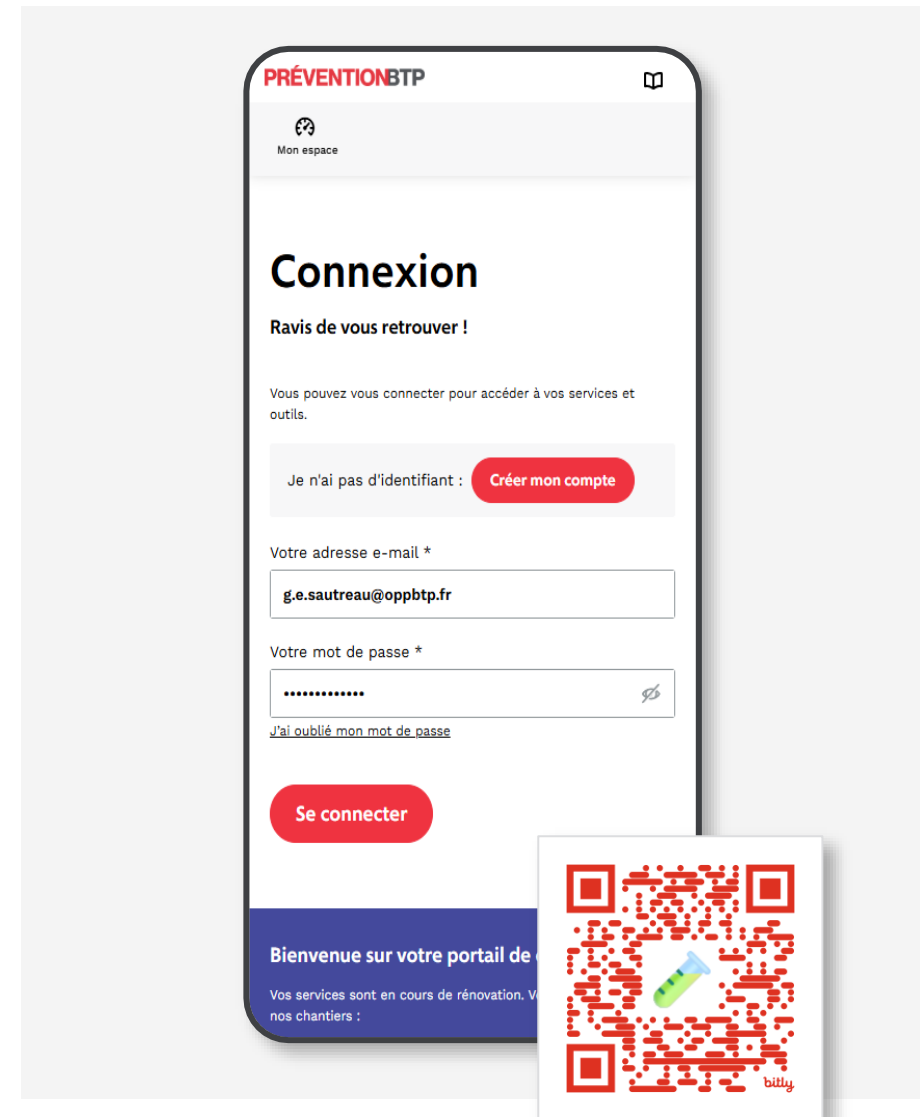 PRÉVENTIONBTP
Mon espace
Connexion
Ravis de vous retrouver !
Vous pouvez vous connecter pour accéder à vos services et
outils.
Je n'ai pas d'identifiant :
Créer mon compte
Votre adresse e-mail *
g.e.sautreau@oppbtp.fr
Votre mot de passe *
•••••••••••••
J'ai oublié mon mot de passe
Se connecter
Bienvenue sur votre portail de
Vos services sont en cours de rénovation.
nos chantiers :
bitly